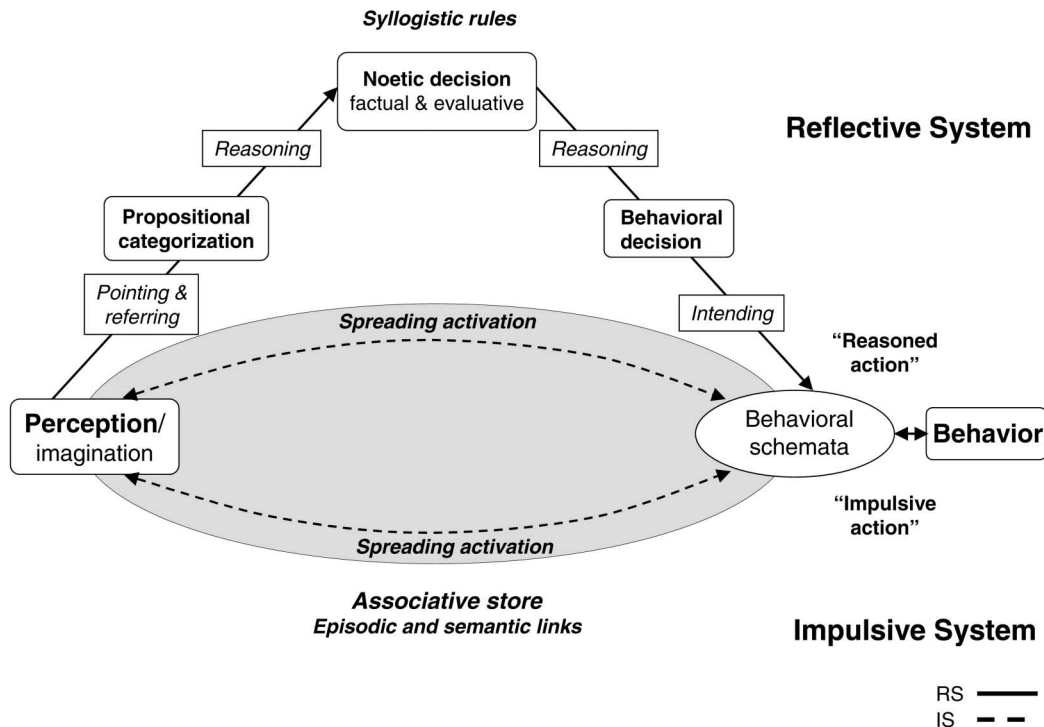 Syllogistic rules
Noetic decision
factual & evaluative
Reflective System
Reasoning
Reasoning
Propositional
categorization
Behavioral
decision
Pointing &
referring
Intending
Spreading activation
“Reasoned
action”
Perception/
imagination
Behavioral
schemata
Behavior
“Impulsive
action”
Spreading activation
Associative store
Episodic and semantic links
Impulsive System
RS
IS